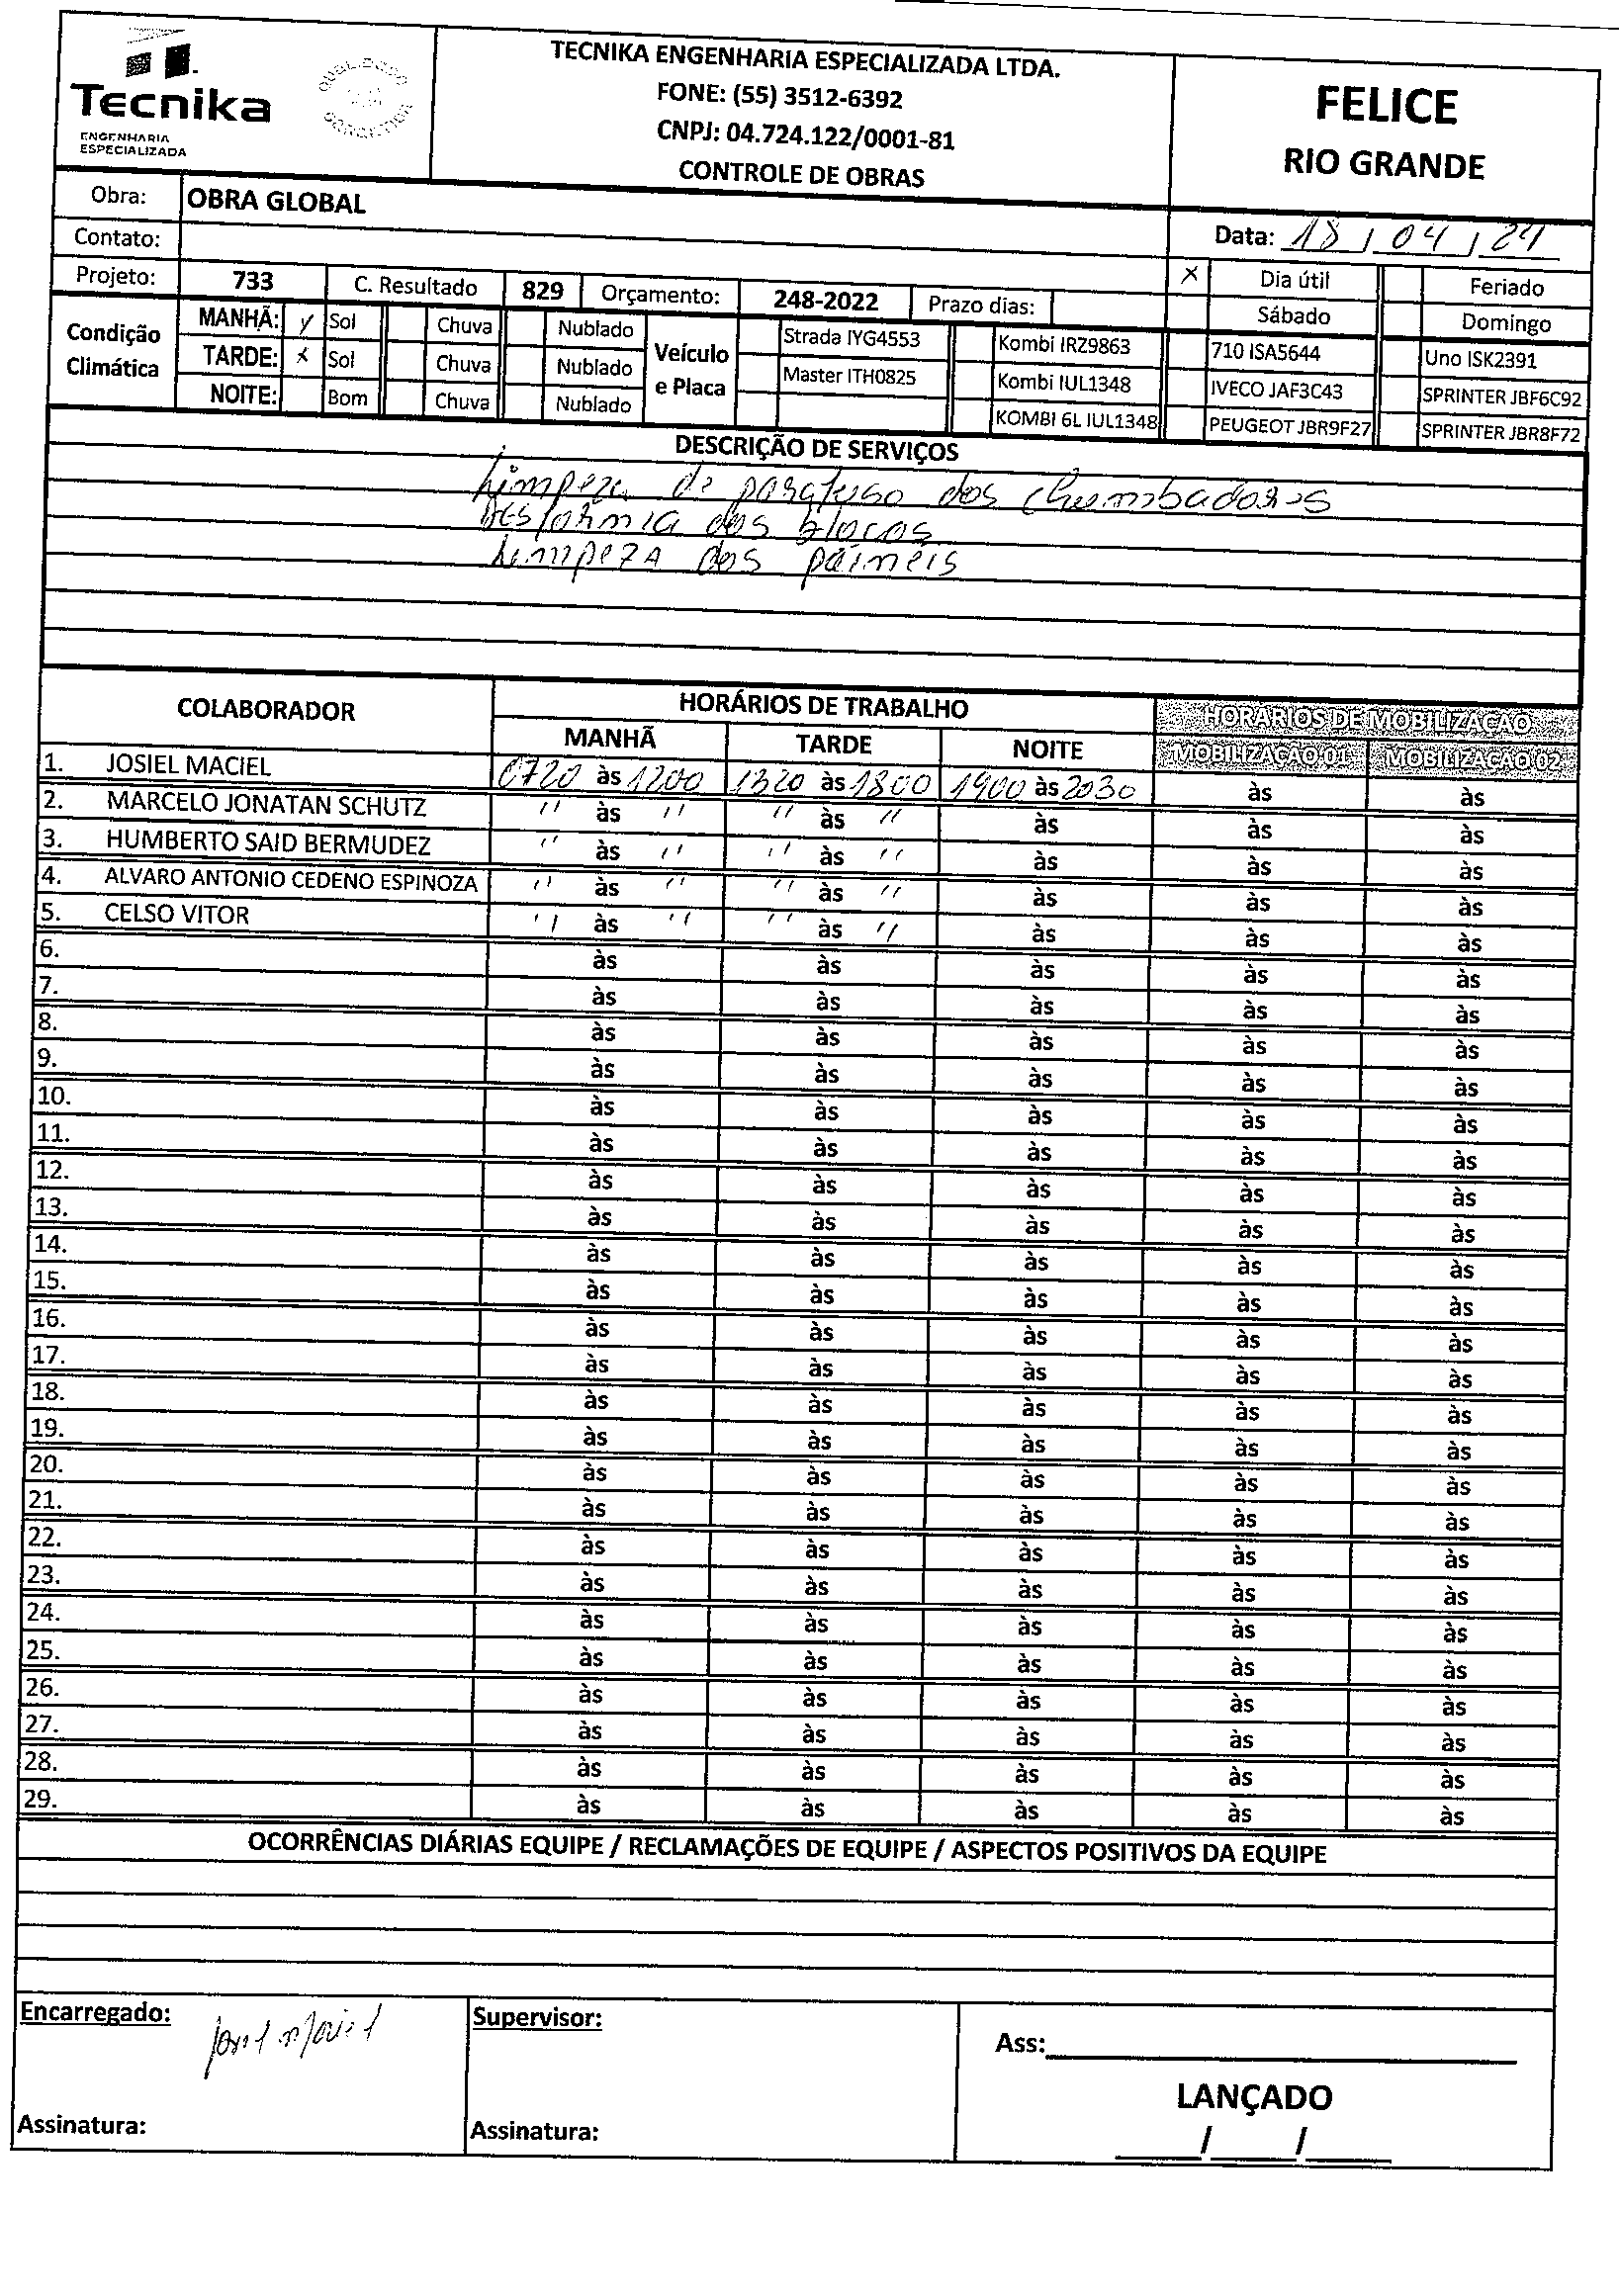 Tecnika
ENGENHARIA
ESPECIALIZADA
TECNIKA ENGENHARIA ESPECIALIZADA LTDA.
FONE: (55) 3512-6392
CNPJ: 04.724.122/0001-81
CONTROLE DE OBRAS
FELICE
RIO GRANDE
Obra: OBRA GLOBAL
Contato:
Data: 18 / 04 / 24
Projeto: 733 C. Resultado 829 Orçamento: 248-2022 Prazo dias:
X Dia útil Feriado
Sábado Domingo
Condição Climática
MANHÃ: y Sol Chuva Nublado
TARDE: x Sol Chuva Nublado
NOITE: Bom Chuva Nublado
Veículo e Placa
Strada IYG4553 Kombi IRZ9863 710 ISA5644 Uno ISK2391
Master ITH0825 Kombi IUL1348 IVECO JAF3C43 SPRINTER JBF6C92
KOMBI 6L IUL1348 PEUGEOT JBR9F27 SPRINTER JBR8F72
DESCRIÇÃO DE SERVIÇOS
Limpeza de parafuso dos chumbadores
Desformia dos blocos
Limpeza dos paineis
COLABORADOR HORÁRIOS DE TRABALHO HORÁRIOS DE MOBILIZAÇÃO
MANHÃ TARDE NOITE MOBILIZAÇÃO 01 MOBILIZAÇÃO 02
1. JOSIEL MACIEL 0720 às 1200 1320 às 1800 1900 às 2030 às às
2. MARCELO JONATAN SCHUTZ '' às '' '' às '' às às às
3. HUMBERTO SAID BERMUDEZ '' às '' '' às '' às às às
4. ALVARO ANTONIO CEDENO ESPINOZA '' às '' '' às '' às às às
5. CELSO VITOR '' às '' '' às '' às às às
6. às às às às às
7. às às às às às
8. às às às às às
9. às às às às às
10. às às às às às
11. às às às às às
12. às às às às às
13. às às às às às
14. às às às às às
15. às às às às às
16. às às às às às
17. às às às às às
18. às às às às às
19. às às às às às
20. às às às às às
21. às às às às às
22. às às às às às
23. às às às às às
24. às às às às às
25. às às às às às
26. às às às às às
27. às às às às às
28. às às às às às
29. às às às às às
OCORRÊNCIAS DIÁRIAS EQUIPE / RECLAMAÇÕES DE EQUIPE / ASPECTOS POSITIVOS DA EQUIPE
Encarregado: Josiel Maciel
Supervisor:
Ass:
LANÇADO
Assinatura:
Assinatura:
/ /